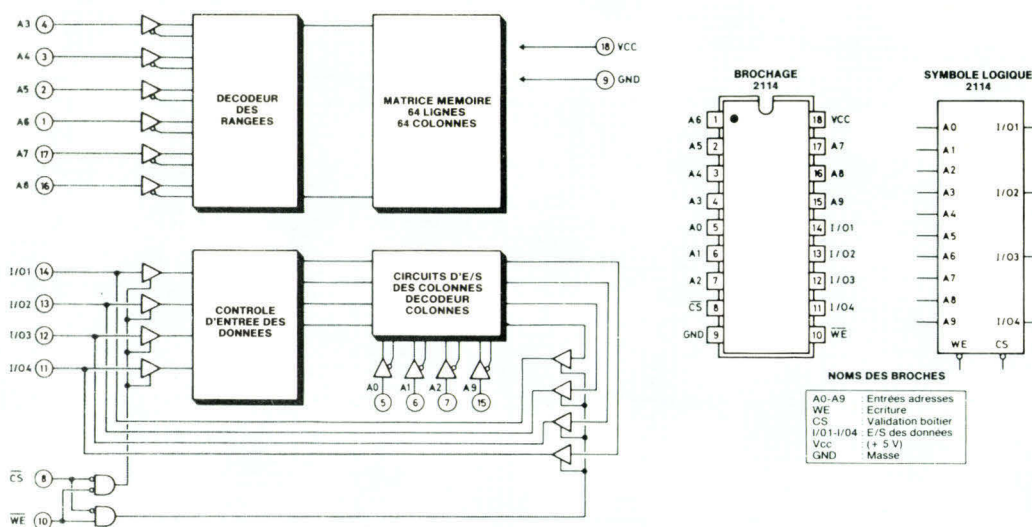 A3 4
A4 3
A5 2
A6 1
A7 17
A8 16
DECODEUR
DES
RANGEES
MATRICE MEMOIRE
64 LIGNES
64 COLONNES
18 VCC
9 GND
I/O1 14
I/O2 13
I/O3 12
I/O4 11
CONTROLE
D'ENTREE DES
DONNEES
CIRCUITS D'E/S
DES COLONNES
DECODEUR
COLONNES
A0 A1 A2 A9
5 6 7 15
CS 8
WE 10
BROCHAGE
2114
A6 1 18 VCC
A5 2 17 A7
A4 3 16 A8
A3 4 15 A9
A0 5 14 I/O1
A1 6 13 I/O2
A2 7 12 I/O3
CS 8 11 I/O4
GND 9 10 WE
SYMBOLE LOGIQUE
2114
A0 I/O1
A1
A2
A3 I/O2
A4
A5
A6 I/O3
A7
A8
A9 I/O4
WE CS
NOMS DES BROCHES
A0-A9 : Entrées adresses
WE : Ecriture
CS : Validation boitier
I/01-I/04 : E/S des données
Vcc : (+ 5 V)
GND : Masse